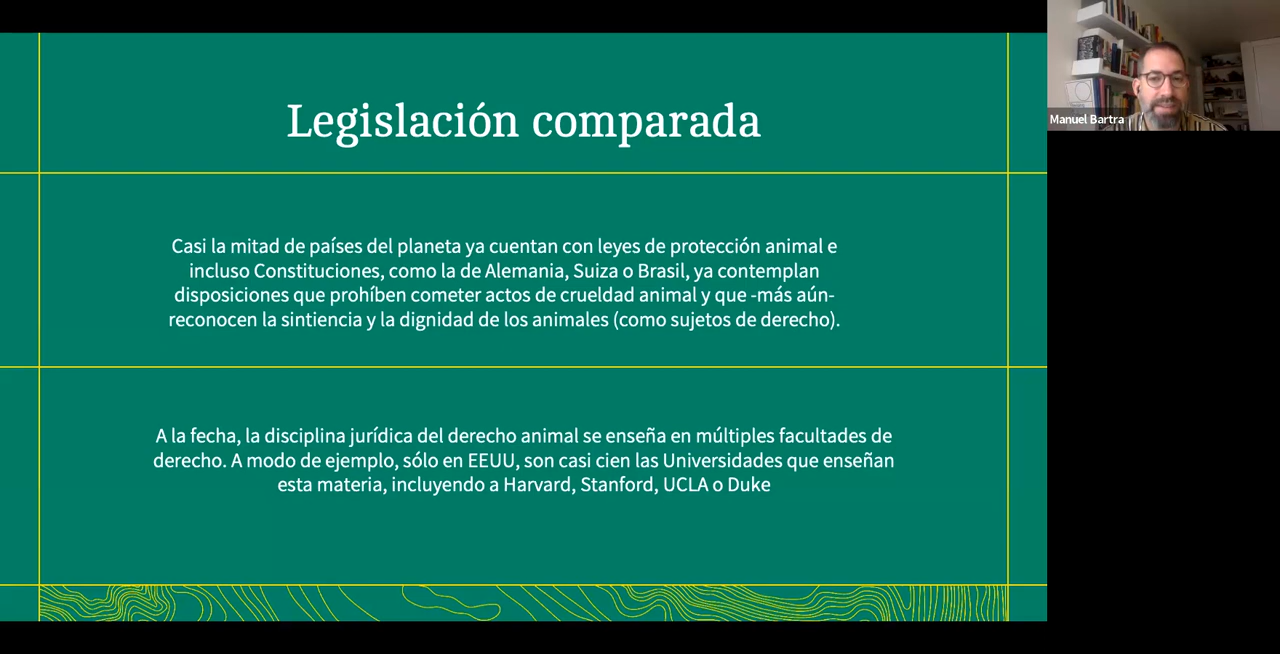 Legislación comparada
Casi la mitad de países del planeta ya cuentan con leyes de protección animal e
incluso Constituciones, como la de Alemania, Suiza o Brasil, ya contemplan
disposiciones que prohíben cometer actos de crueldad animal y que -más aún-
reconocen la sintiencia y la dignidad de los animales (como sujetos de derecho).
A la fecha, la disciplina jurídica del derecho animal se enseña en múltiples facultades de
derecho. A modo de ejemplo, sólo en EEUU, son casi cien las Universidades que enseñan
esta materia, incluyendo a Harvard, Stanford, UCLA o Duke
Manuel Bartra